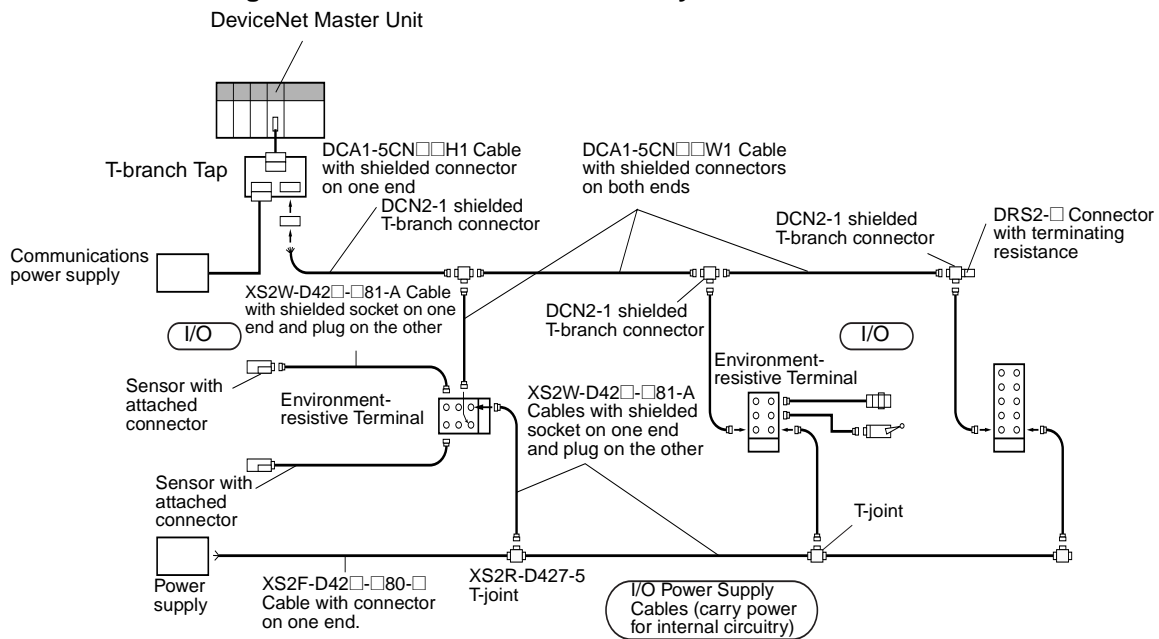 DeviceNet Master Unit
T-branch Tap
DCA1-5CN□□H1 Cable
with shielded connector
on one end
DCA1-5CN□□W1 Cable
with shielded connectors
on both ends
DCN2-1 shielded
T-branch connector
DCN2-1 shielded
T-branch connector
DRS2-□ Connector
with terminating
resistance
Communications
power supply
XS2W-D42□-□81-A Cable
with shielded socket on one
end and plug on the other
DCN2-1 shielded
T-branch connector
I/O
I/O
Sensor with
attached
connector
Environment-
resistive Terminal
XS2W-D42□-□81-A
Cables with shielded
socket on one end
and plug on the other
Environment-
resistive Terminal
Sensor with
attached
connector
T-joint
Power
supply
XS2F-D42□-□80-□
Cable with connector
on one end.
XS2R-D427-5
T-joint
I/O Power Supply
Cables (carry power
for internal circuitry)